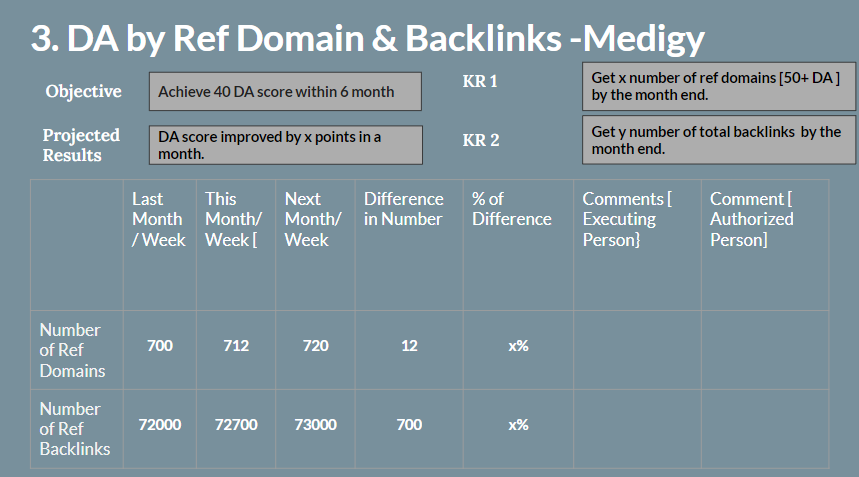 3. DA by Ref Domain & Backlinks -Medigy
Objective
Achieve 40 DA score within 6 month
KR 1
Get x number of ref domains [50+ DA ]
by the month end.
Projected
Results
DA score improved by x points in a
month.
KR 2
Get y number of total backlinks by the
month end.
Last
Month
/ Week
This
Month/
Week [
Next
Month/
Week
Difference
in Number
% of
Difference
Comments [
Executing
Person}
Comment [
Authorized
Person]
Number
of Ref
Domains
700
712
720
12
x%
Number
of Ref
Backlinks
72000
72700
73000
700
x%